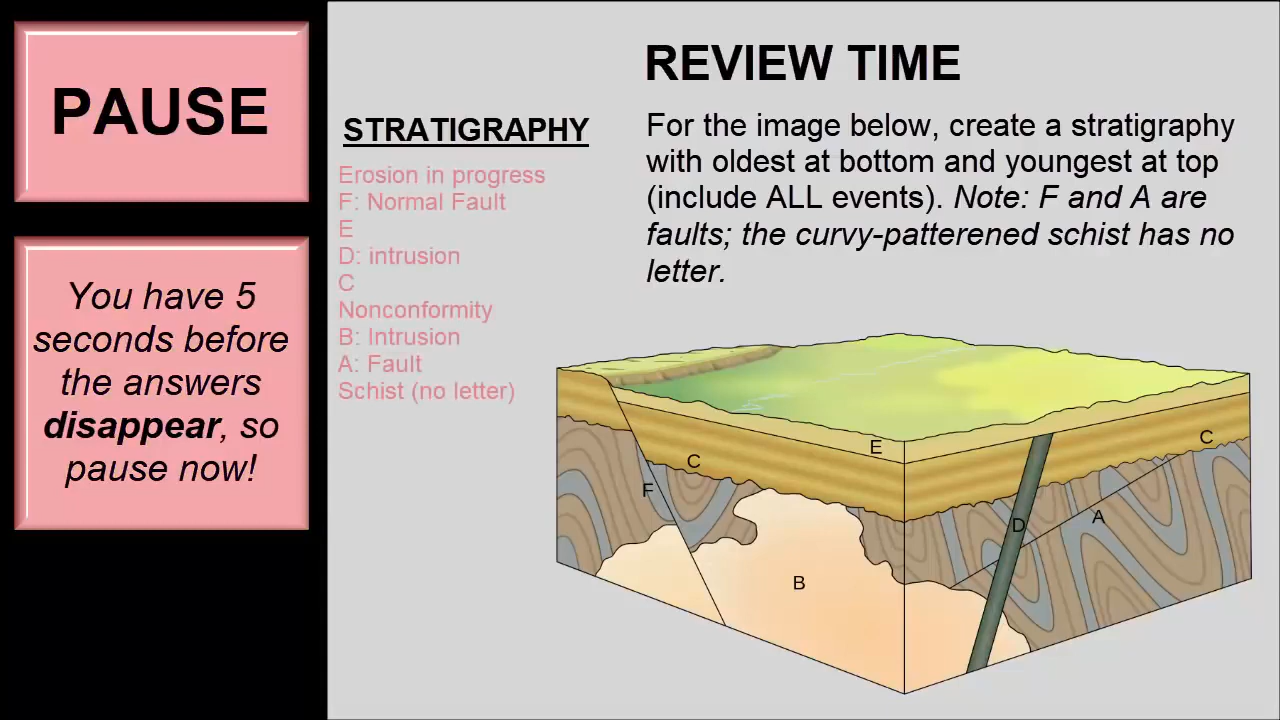 PAUSE
You have 5
seconds before
the answers
disappear, so
pause now!
STRATIGRAPHY
Erosion in progress
F: Normal Fault
E
D: intrusion
C
Nonconformity
B: Intrusion
A: Fault
Schist (no letter)
REVIEW TIME
For the image below, create a stratigraphy
with oldest at bottom and youngest at top
(include ALL events). Note: F and A are
faults; the curvy-patterened schist has no
letter.
E
C
C
F
D
A
B